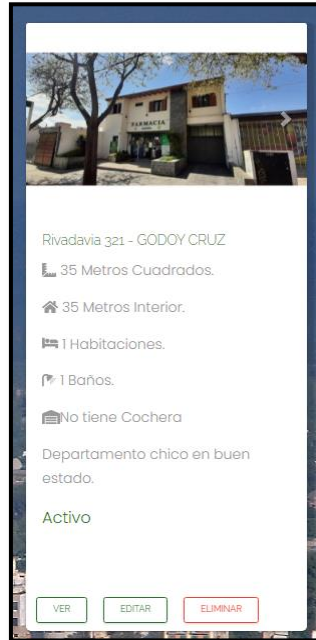 FARMACIA
Rivadavia 321 - GODOY CRUZ
35 Metros Cuadrados.
35 Metros Interior.
1 Habitaciones.
1 Baños.
No tiene Cochera
Departamento chico en buen
estado.
Activo
VER EDITAR ELIMINAR